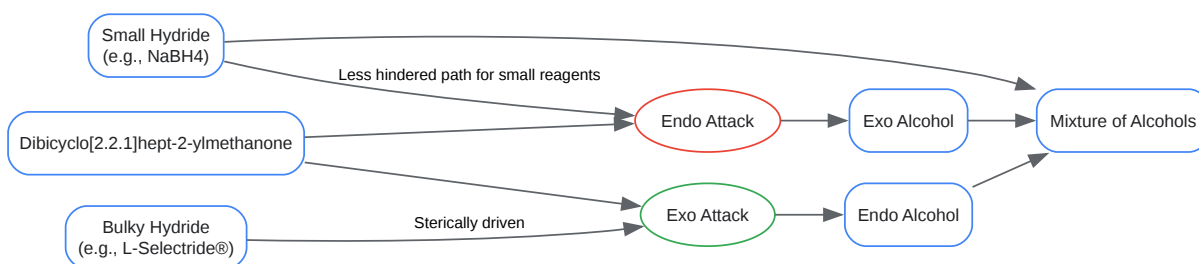 Small Hydride
(e.g., NaBH4)
Less hindered path for small reagents
Endo Attack
Exo Alcohol
Mixture of Alcohols
Dibicyclo[2.2.1]hept-2-ylmethanone
Bulky Hydride
(e.g., L-Selectride®)
Sterically driven
Exo Attack
Endo Alcohol